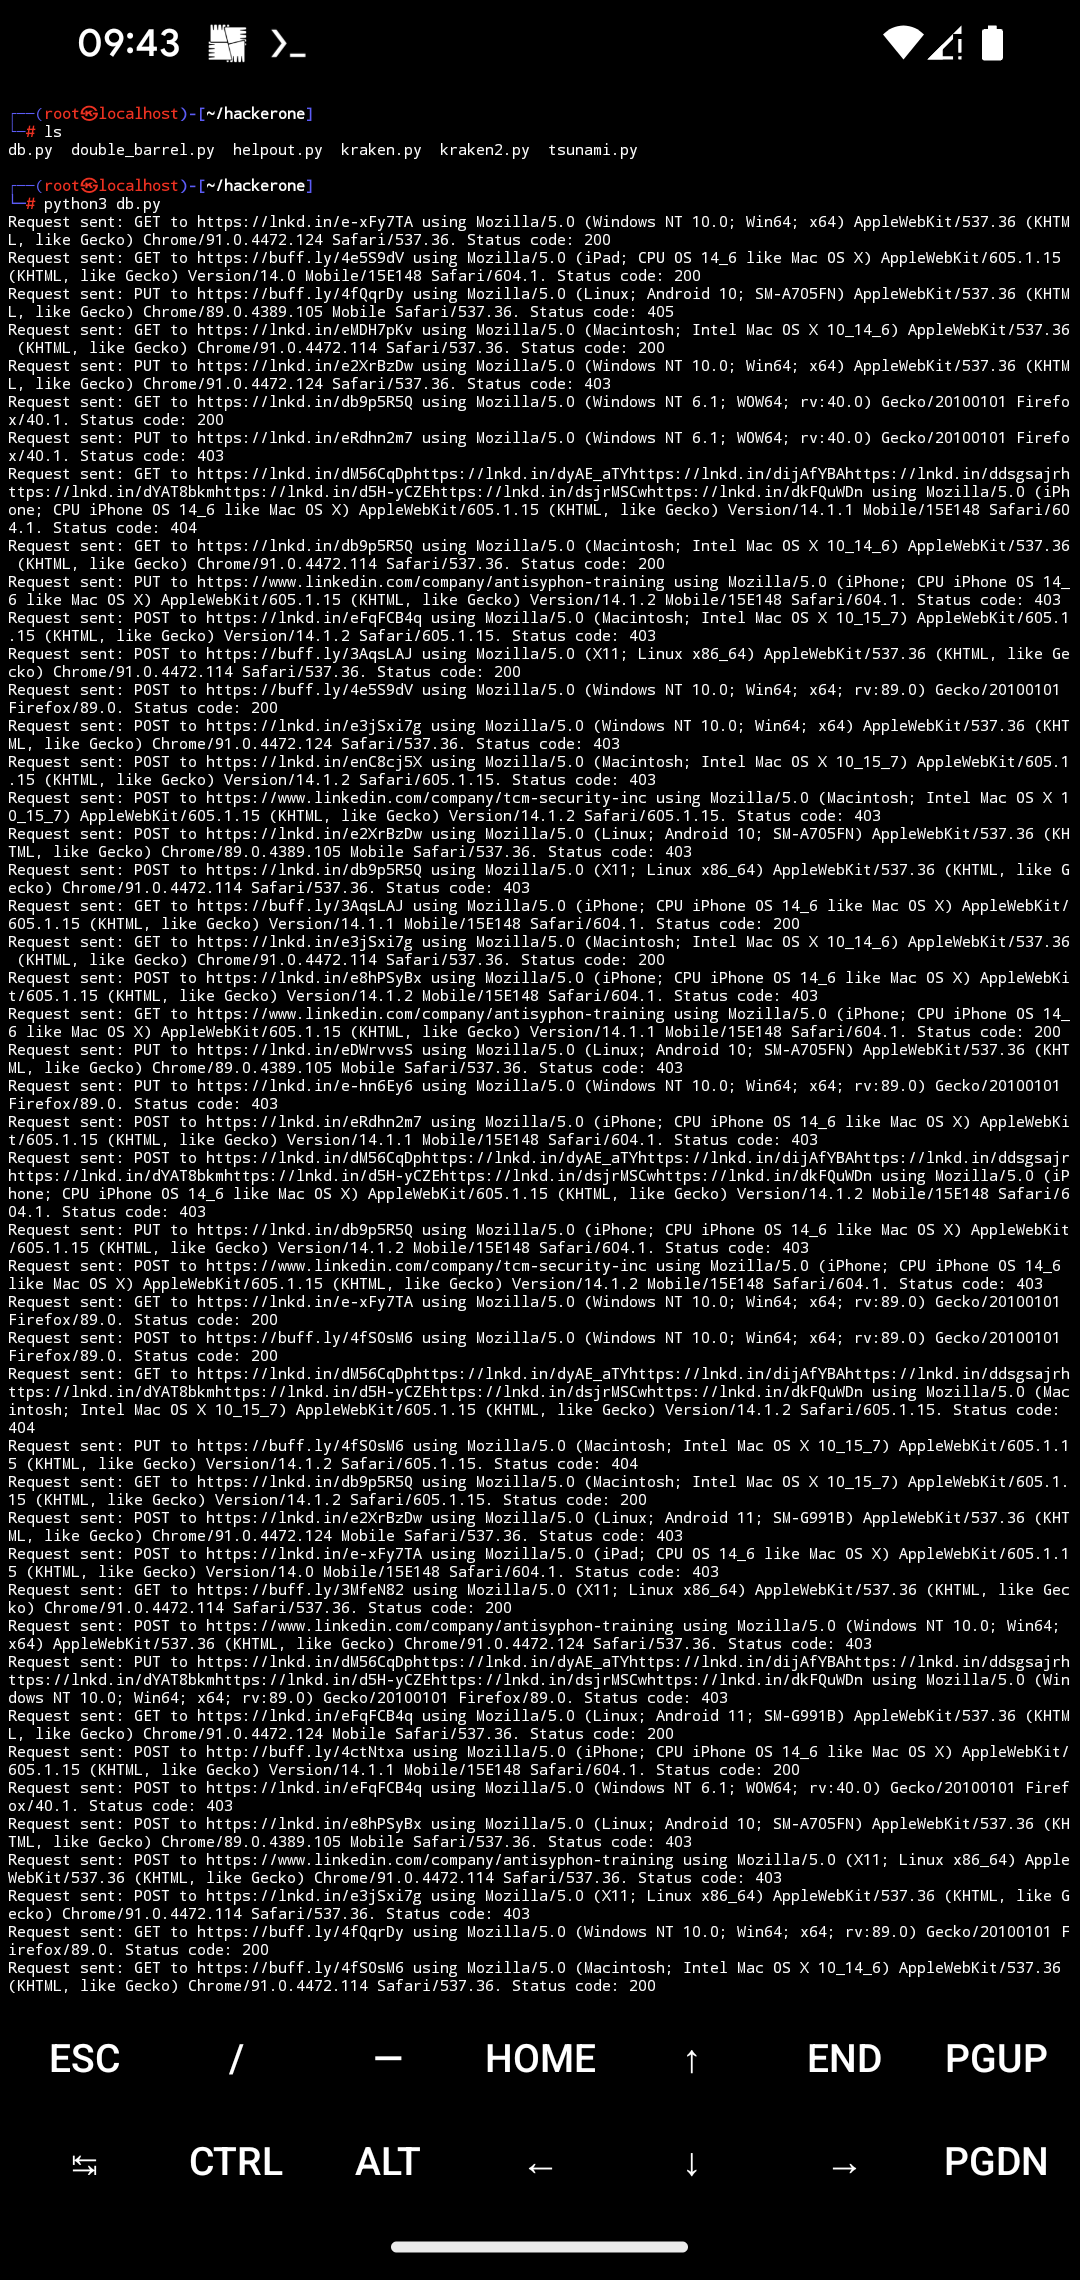 09:43
┌──(root㉿localhost)-[~/hackerone]
└─# ls
db.py  double_barrel.py  helpout.py  kraken.py  kraken2.py  tsunami.py
┌──(root㉿localhost)-[~/hackerone]
└─# python3 db.py
Request sent: GET to https://lnkd.in/e-xFy7TA using Mozilla/5.0 (Windows NT 10.0; Win64; x64) AppleWebKit/537.36 (KHTM
L, like Gecko) Chrome/91.0.4472.124 Safari/537.36. Status code: 200
Request sent: GET to https://buff.ly/4e5S9dV using Mozilla/5.0 (iPad; CPU OS 14_6 like Mac OS X) AppleWebKit/605.1.15
(KHTML, like Gecko) Version/14.0 Mobile/15E148 Safari/604.1. Status code: 200
Request sent: PUT to https://buff.ly/4fQqrDy using Mozilla/5.0 (Linux; Android 10; SM-A705FN) AppleWebKit/537.36 (KHTM
L, like Gecko) Chrome/89.0.4389.105 Mobile Safari/537.36. Status code: 405
Request sent: GET to https://lnkd.in/eMDH7pKv using Mozilla/5.0 (Macintosh; Intel Mac OS X 10_14_6) AppleWebKit/537.36
 (KHTML, like Gecko) Chrome/91.0.4472.114 Safari/537.36. Status code: 200
Request sent: PUT to https://lnkd.in/e2XrBzDw using Mozilla/5.0 (Windows NT 10.0; Win64; x64) AppleWebKit/537.36 (KHTM
L, like Gecko) Chrome/91.0.4472.124 Safari/537.36. Status code: 403
Request sent: GET to https://lnkd.in/db9p5R5Q using Mozilla/5.0 (Windows NT 6.1; WOW64; rv:40.0) Gecko/20100101 Firefo
x/40.1. Status code: 200
Request sent: PUT to https://lnkd.in/eRdhn2m7 using Mozilla/5.0 (Windows NT 6.1; WOW64; rv:40.0) Gecko/20100101 Firefo
x/40.1. Status code: 403
Request sent: GET to https://lnkd.in/dM56CqDphttps://lnkd.in/dyAE_aTYhttps://lnkd.in/dijAfYBAhttps://lnkd.in/ddsgsajrh
ttps://lnkd.in/dYAT8bkmhttps://lnkd.in/d5H-yCZEhttps://lnkd.in/dsjrMSCwhttps://lnkd.in/dkFQuWDn using Mozilla/5.0 (iPh
one; CPU iPhone OS 14_6 like Mac OS X) AppleWebKit/605.1.15 (KHTML, like Gecko) Version/14.1.1 Mobile/15E148 Safari/60
4.1. Status code: 404
Request sent: GET to https://lnkd.in/db9p5R5Q using Mozilla/5.0 (Macintosh; Intel Mac OS X 10_14_6) AppleWebKit/537.36
 (KHTML, like Gecko) Chrome/91.0.4472.114 Safari/537.36. Status code: 200
Request sent: PUT to https://www.linkedin.com/company/antisyphon-training using Mozilla/5.0 (iPhone; CPU iPhone OS 14_
6 like Mac OS X) AppleWebKit/605.1.15 (KHTML, like Gecko) Version/14.1.2 Mobile/15E148 Safari/604.1. Status code: 403
Request sent: POST to https://lnkd.in/eFqFCB4q using Mozilla/5.0 (Macintosh; Intel Mac OS X 10_15_7) AppleWebKit/605.1
.15 (KHTML, like Gecko) Version/14.1.2 Safari/605.1.15. Status code: 403
Request sent: POST to https://buff.ly/3AqsLAJ using Mozilla/5.0 (X11; Linux x86_64) AppleWebKit/537.36 (KHTML, like Ge
cko) Chrome/91.0.4472.114 Safari/537.36. Status code: 200
Request sent: POST to https://buff.ly/4e5S9dV using Mozilla/5.0 (Windows NT 10.0; Win64; x64; rv:89.0) Gecko/20100101
Firefox/89.0. Status code: 200
Request sent: POST to https://lnkd.in/e3jSxi7g using Mozilla/5.0 (Windows NT 10.0; Win64; x64) AppleWebKit/537.36 (KHT
ML, like Gecko) Chrome/91.0.4472.124 Safari/537.36. Status code: 403
Request sent: POST to https://lnkd.in/enC8cj5X using Mozilla/5.0 (Macintosh; Intel Mac OS X 10_15_7) AppleWebKit/605.1
.15 (KHTML, like Gecko) Version/14.1.2 Safari/605.1.15. Status code: 403
Request sent: POST to https://www.linkedin.com/company/tcm-security-inc using Mozilla/5.0 (Macintosh; Intel Mac OS X 1
0_15_7) AppleWebKit/605.1.15 (KHTML, like Gecko) Version/14.1.2 Safari/605.1.15. Status code: 403
Request sent: POST to https://lnkd.in/e2XrBzDw using Mozilla/5.0 (Linux; Android 10; SM-A705FN) AppleWebKit/537.36 (KH
TML, like Gecko) Chrome/89.0.4389.105 Mobile Safari/537.36. Status code: 403
Request sent: POST to https://lnkd.in/db9p5R5Q using Mozilla/5.0 (X11; Linux x86_64) AppleWebKit/537.36 (KHTML, like G
ecko) Chrome/91.0.4472.114 Safari/537.36. Status code: 403
Request sent: GET to https://buff.ly/3AqsLAJ using Mozilla/5.0 (iPhone; CPU iPhone OS 14_6 like Mac OS X) AppleWebKit/
605.1.15 (KHTML, like Gecko) Version/14.1.1 Mobile/15E148 Safari/604.1. Status code: 200
Request sent: GET to https://lnkd.in/e3jSxi7g using Mozilla/5.0 (Macintosh; Intel Mac OS X 10_14_6) AppleWebKit/537.36
 (KHTML, like Gecko) Chrome/91.0.4472.114 Safari/537.36. Status code: 200
Request sent: POST to https://lnkd.in/e8hPSyBx using Mozilla/5.0 (iPhone; CPU iPhone OS 14_6 like Mac OS X) AppleWebKi
t/605.1.15 (KHTML, like Gecko) Version/14.1.2 Mobile/15E148 Safari/604.1. Status code: 403
Request sent: GET to https://www.linkedin.com/company/antisyphon-training using Mozilla/5.0 (iPhone; CPU iPhone OS 14_
6 like Mac OS X) AppleWebKit/605.1.15 (KHTML, like Gecko) Version/14.1.1 Mobile/15E148 Safari/604.1. Status code: 200
Request sent: PUT to https://lnkd.in/eDWrvvsS using Mozilla/5.0 (Linux; Android 10; SM-A705FN) AppleWebKit/537.36 (KHT
ML, like Gecko) Chrome/89.0.4389.105 Mobile Safari/537.36. Status code: 403
Request sent: PUT to https://lnkd.in/e-hn6Ey6 using Mozilla/5.0 (Windows NT 10.0; Win64; x64; rv:89.0) Gecko/20100101
Firefox/89.0. Status code: 403
Request sent: POST to https://lnkd.in/eRdhn2m7 using Mozilla/5.0 (iPhone; CPU iPhone OS 14_6 like Mac OS X) AppleWebKi
t/605.1.15 (KHTML, like Gecko) Version/14.1.1 Mobile/15E148 Safari/604.1. Status code: 403
Request sent: POST to https://lnkd.in/dM56CqDphttps://lnkd.in/dyAE_aTYhttps://lnkd.in/dijAfYBAhttps://lnkd.in/ddsgsajr
https://lnkd.in/dYAT8bkmhttps://lnkd.in/d5H-yCZEhttps://lnkd.in/dsjrMSCwhttps://lnkd.in/dkFQuWDn using Mozilla/5.0 (iP
hone; CPU iPhone OS 14_6 like Mac OS X) AppleWebKit/605.1.15 (KHTML, like Gecko) Version/14.1.2 Mobile/15E148 Safari/6
04.1. Status code: 403
Request sent: PUT to https://lnkd.in/db9p5R5Q using Mozilla/5.0 (iPhone; CPU iPhone OS 14_6 like Mac OS X) AppleWebKit
/605.1.15 (KHTML, like Gecko) Version/14.1.2 Mobile/15E148 Safari/604.1. Status code: 403
Request sent: POST to https://www.linkedin.com/company/tcm-security-inc using Mozilla/5.0 (iPhone; CPU iPhone OS 14_6
like Mac OS X) AppleWebKit/605.1.15 (KHTML, like Gecko) Version/14.1.2 Mobile/15E148 Safari/604.1. Status code: 403
Request sent: GET to https://lnkd.in/e-xFy7TA using Mozilla/5.0 (Windows NT 10.0; Win64; x64; rv:89.0) Gecko/20100101
Firefox/89.0. Status code: 200
Request sent: POST to https://buff.ly/4fSOsM6 using Mozilla/5.0 (Windows NT 10.0; Win64; x64; rv:89.0) Gecko/20100101
Firefox/89.0. Status code: 200
Request sent: GET to https://lnkd.in/dM56CqDphttps://lnkd.in/dyAE_aTYhttps://lnkd.in/dijAfYBAhttps://lnkd.in/ddsgsajrh
ttps://lnkd.in/dYAT8bkmhttps://lnkd.in/d5H-yCZEhttps://lnkd.in/dsjrMSCwhttps://lnkd.in/dkFQuWDn using Mozilla/5.0 (Mac
intosh; Intel Mac OS X 10_15_7) AppleWebKit/605.1.15 (KHTML, like Gecko) Version/14.1.2 Safari/605.1.15. Status code:
404
Request sent: PUT to https://buff.ly/4fSOsM6 using Mozilla/5.0 (Macintosh; Intel Mac OS X 10_15_7) AppleWebKit/605.1.1
5 (KHTML, like Gecko) Version/14.1.2 Safari/605.1.15. Status code: 404
Request sent: GET to https://lnkd.in/db9p5R5Q using Mozilla/5.0 (Macintosh; Intel Mac OS X 10_15_7) AppleWebKit/605.1.
15 (KHTML, like Gecko) Version/14.1.2 Safari/605.1.15. Status code: 200
Request sent: POST to https://lnkd.in/e2XrBzDw using Mozilla/5.0 (Linux; Android 11; SM-G991B) AppleWebKit/537.36 (KHT
ML, like Gecko) Chrome/91.0.4472.124 Mobile Safari/537.36. Status code: 403
Request sent: POST to https://lnkd.in/e-xFy7TA using Mozilla/5.0 (iPad; CPU OS 14_6 like Mac OS X) AppleWebKit/605.1.1
5 (KHTML, like Gecko) Version/14.0 Mobile/15E148 Safari/604.1. Status code: 403
Request sent: GET to https://buff.ly/3MfeN82 using Mozilla/5.0 (X11; Linux x86_64) AppleWebKit/537.36 (KHTML, like Gec
ko) Chrome/91.0.4472.114 Safari/537.36. Status code: 200
Request sent: POST to https://www.linkedin.com/company/antisyphon-training using Mozilla/5.0 (Windows NT 10.0; Win64;
x64) AppleWebKit/537.36 (KHTML, like Gecko) Chrome/91.0.4472.124 Safari/537.36. Status code: 403
Request sent: PUT to https://lnkd.in/dM56CqDphttps://lnkd.in/dyAE_aTYhttps://lnkd.in/dijAfYBAhttps://lnkd.in/ddsgsajrh
ttps://lnkd.in/dYAT8bkmhttps://lnkd.in/d5H-yCZEhttps://lnkd.in/dsjrMSCwhttps://lnkd.in/dkFQuWDn using Mozilla/5.0 (Win
dows NT 10.0; Win64; x64; rv:89.0) Gecko/20100101 Firefox/89.0. Status code: 403
Request sent: GET to https://lnkd.in/eFqFCB4q using Mozilla/5.0 (Linux; Android 11; SM-G991B) AppleWebKit/537.36 (KHTM
L, like Gecko) Chrome/91.0.4472.124 Mobile Safari/537.36. Status code: 200
Request sent: POST to http://buff.ly/4ctNtxa using Mozilla/5.0 (iPhone; CPU iPhone OS 14_6 like Mac OS X) AppleWebKit/
605.1.15 (KHTML, like Gecko) Version/14.1.1 Mobile/15E148 Safari/604.1. Status code: 200
Request sent: POST to https://lnkd.in/eFqFCB4q using Mozilla/5.0 (Windows NT 6.1; WOW64; rv:40.0) Gecko/20100101 Firef
ox/40.1. Status code: 403
Request sent: POST to https://lnkd.in/e8hPSyBx using Mozilla/5.0 (Linux; Android 10; SM-A705FN) AppleWebKit/537.36 (KH
TML, like Gecko) Chrome/89.0.4389.105 Mobile Safari/537.36. Status code: 403
Request sent: POST to https://www.linkedin.com/company/antisyphon-training using Mozilla/5.0 (X11; Linux x86_64) Apple
WebKit/537.36 (KHTML, like Gecko) Chrome/91.0.4472.114 Safari/537.36. Status code: 403
Request sent: POST to https://lnkd.in/e3jSxi7g using Mozilla/5.0 (X11; Linux x86_64) AppleWebKit/537.36 (KHTML, like G
ecko) Chrome/91.0.4472.114 Safari/537.36. Status code: 403
Request sent: GET to https://buff.ly/4fQqrDy using Mozilla/5.0 (Windows NT 10.0; Win64; x64; rv:89.0) Gecko/20100101 F
irefox/89.0. Status code: 200
Request sent: GET to https://buff.ly/4fSOsM6 using Mozilla/5.0 (Macintosh; Intel Mac OS X 10_14_6) AppleWebKit/537.36
(KHTML, like Gecko) Chrome/91.0.4472.114 Safari/537.36. Status code: 200
ESC / — HOME ↑ END PGUP
↹ CTRL ALT ← ↓ → PGDN